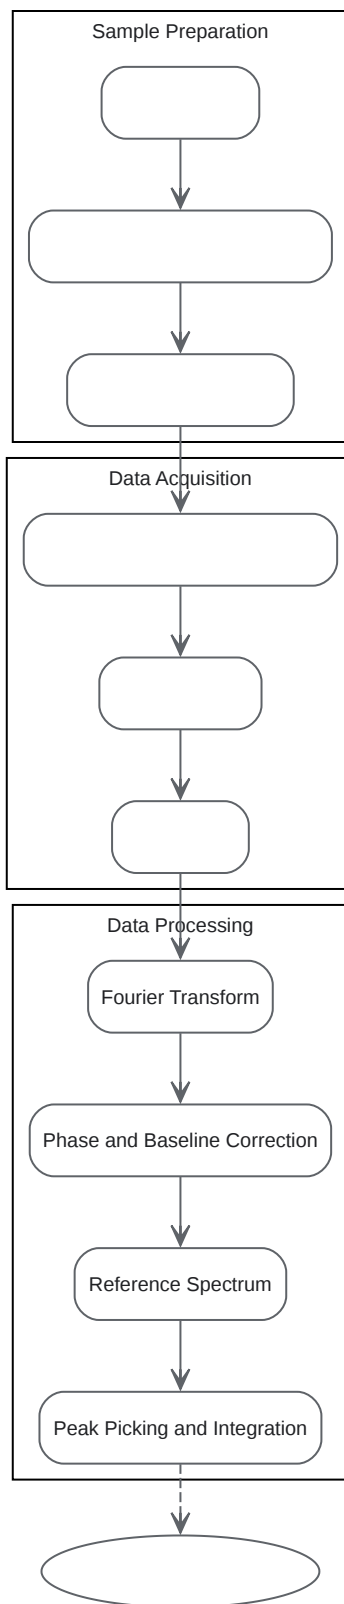 Sample Preparation
Data Acquisition
Data Processing
Fourier Transform
Phase and Baseline Correction
Reference Spectrum
Peak Picking and Integration